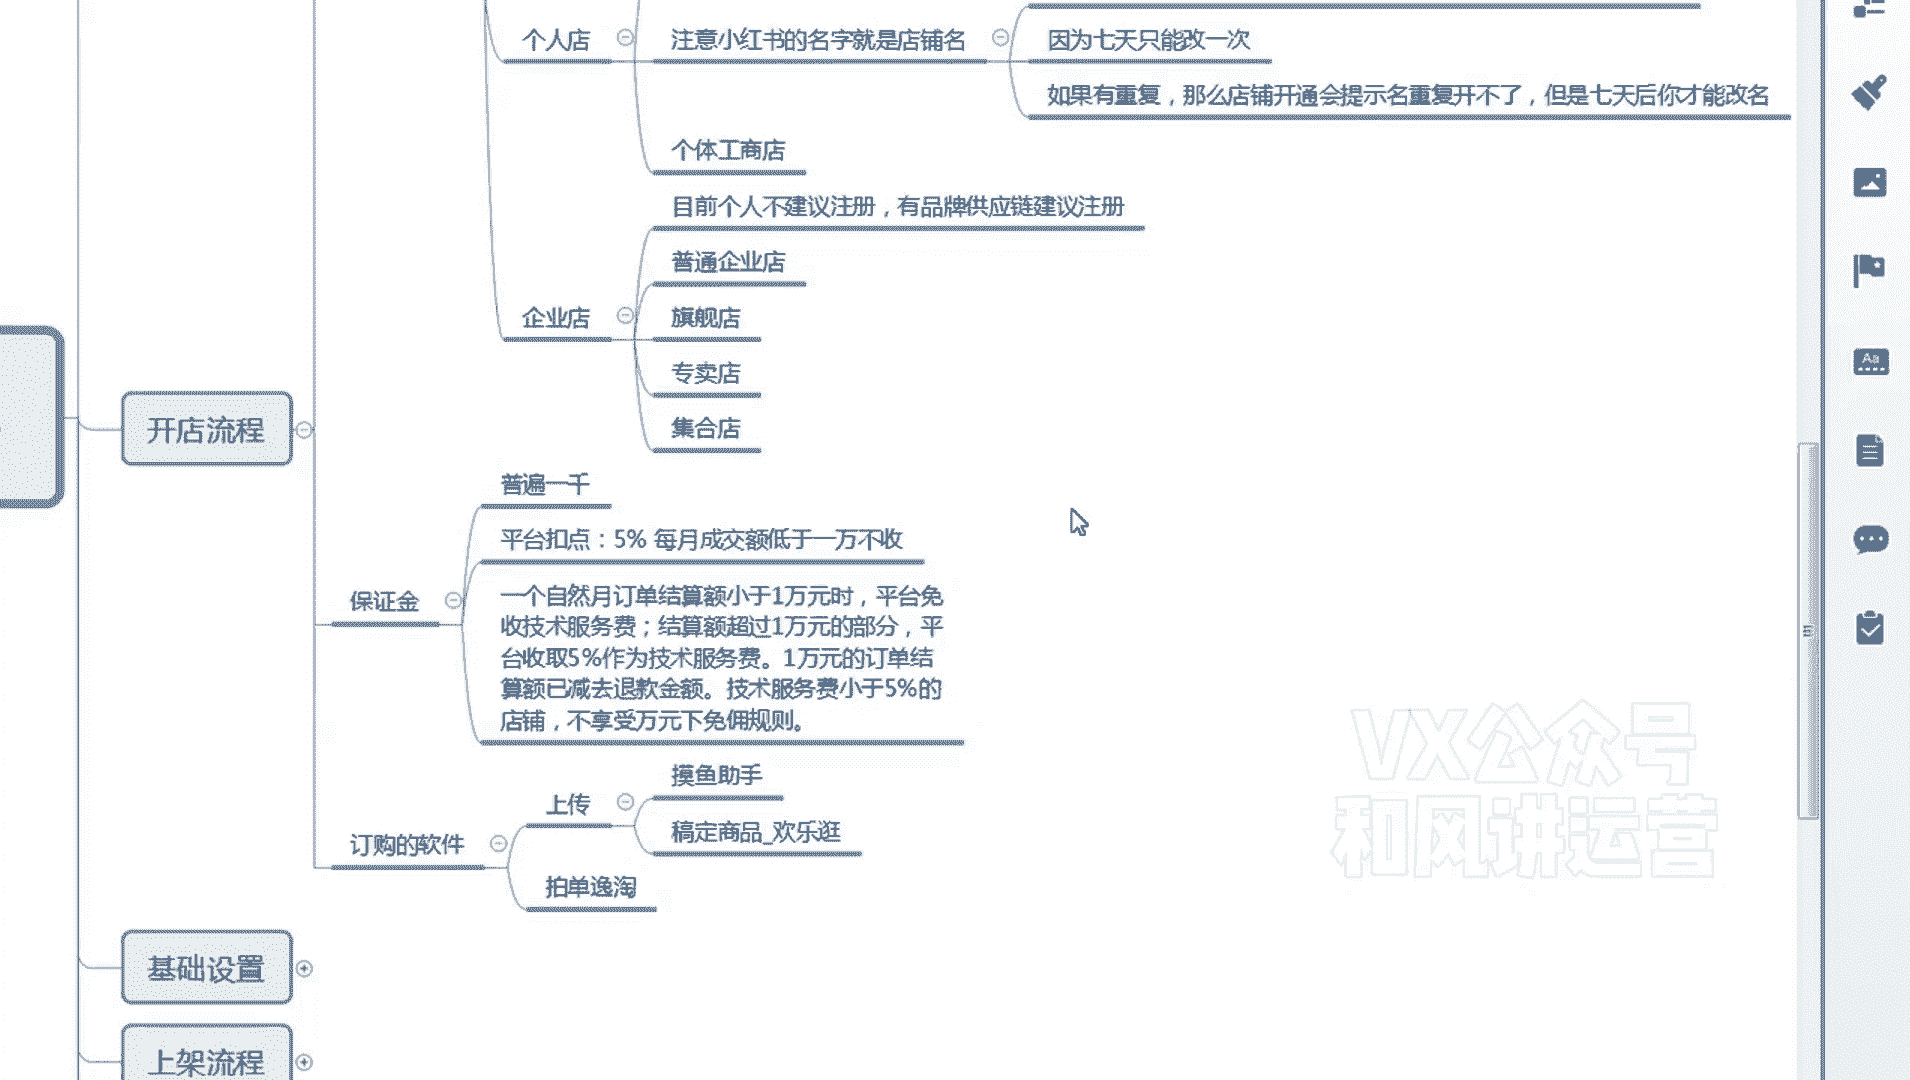 个人店
注意小红书的名字就是店铺名
因为七天只能改一次
如果有重复，那么店铺开通会提示名重复开不了，但是七天后你才能改名
个体工商店
目前个人不建议注册，有品牌供应链建议注册
普通企业店
企业店
旗舰店
专卖店
集合店
开店流程
普遍一千
平台扣点：5% 每月成交额低于一万不收
保证金
一个自然月订单结算额小于1万元时，平台免
收技术服务费；结算额超过1万元的部分，平
台收取5%作为技术服务费。1万元的订单结
算额已减去退款金额。技术服务费小于5%的
店铺，不享受万元下免佣规则。
摸鱼助手
上传
稿定商品_欢乐逛
订购的软件
拍单逸淘
基础设置
上架流程
Aa
VX公众号
和风讲运营